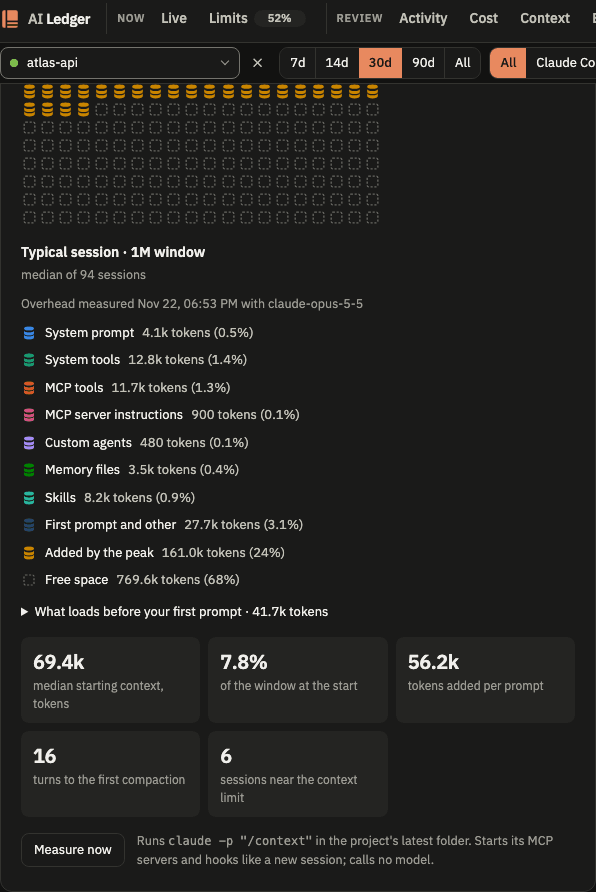 AI Ledger
NOW Live Limits 52% REVIEW Activity Cost Context
atlas-api 7d 14d 30d 90d All All Claude Co
Typical session · 1M window
median of 94 sessions
Overhead measured Nov 22, 06:53 PM with claude-opus-5-5
System prompt 4.1k tokens (0.5%)
System tools 12.8k tokens (1.4%)
MCP tools 11.7k tokens (1.3%)
MCP server instructions 900 tokens (0.1%)
Custom agents 480 tokens (0.1%)
Memory files 3.5k tokens (0.4%)
Skills 8.2k tokens (0.9%)
First prompt and other 27.7k tokens (3.1%)
Added by the peak 161.0k tokens (24%)
Free space 769.6k tokens (68%)
What loads before your first prompt · 41.7k tokens
69.4k
median starting context,
tokens
7.8%
of the window at the start
56.2k
tokens added per prompt
16
turns to the first compaction
6
sessions near the context
limit
Measure now
Runs claude -p "/context" in the project's latest folder. Starts its MCP
servers and hooks like a new session; calls no model.